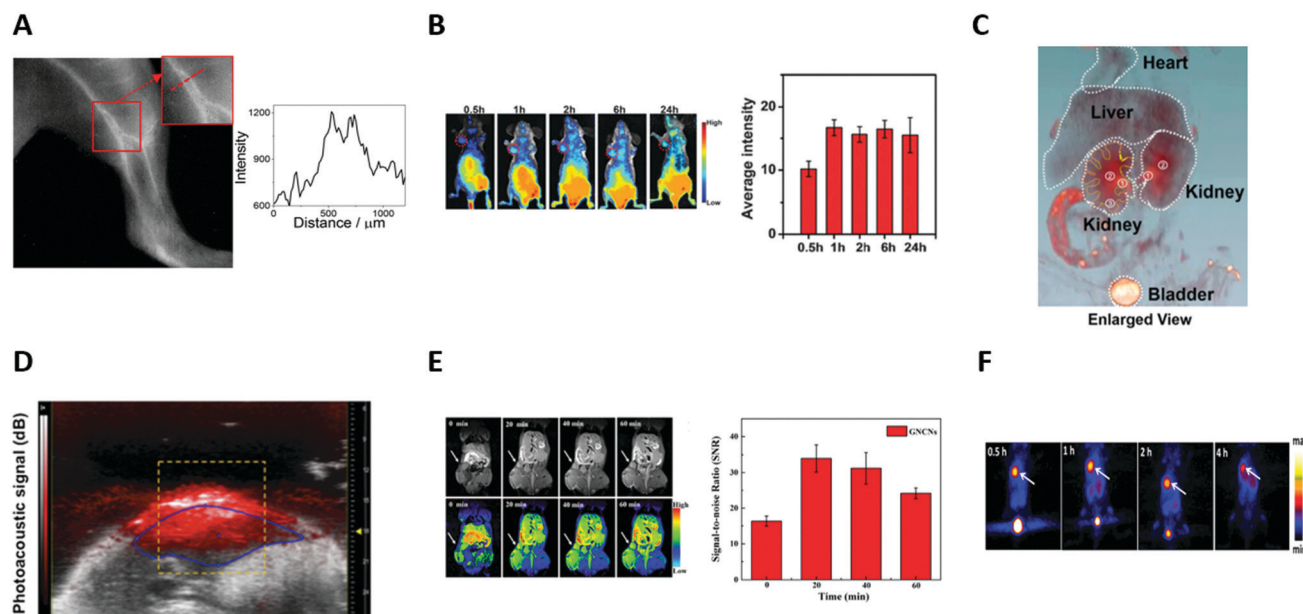 A
1200
1050
900
750
600
Intensity
0
500
1000
Distance / μm
B
0.5h
1h
2h
6h
24h
High
Low
20
10
0
Average intensity
0.5h
1h
2h
6h
24h
C
Heart
Liver
Kidney
Kidney
Bladder
Enlarged View
D
Photoacoustic signal (dB)
E
0 min
20 min
40 min
60 min
0 min
20 min
40 min
60 min
High
Low
GNCNs
40
30
20
10
0
Signal-to-noise Ratio (SNR)
0
20
40
60
Time (min)
F
0.5 h
1 h
2 h
4 h